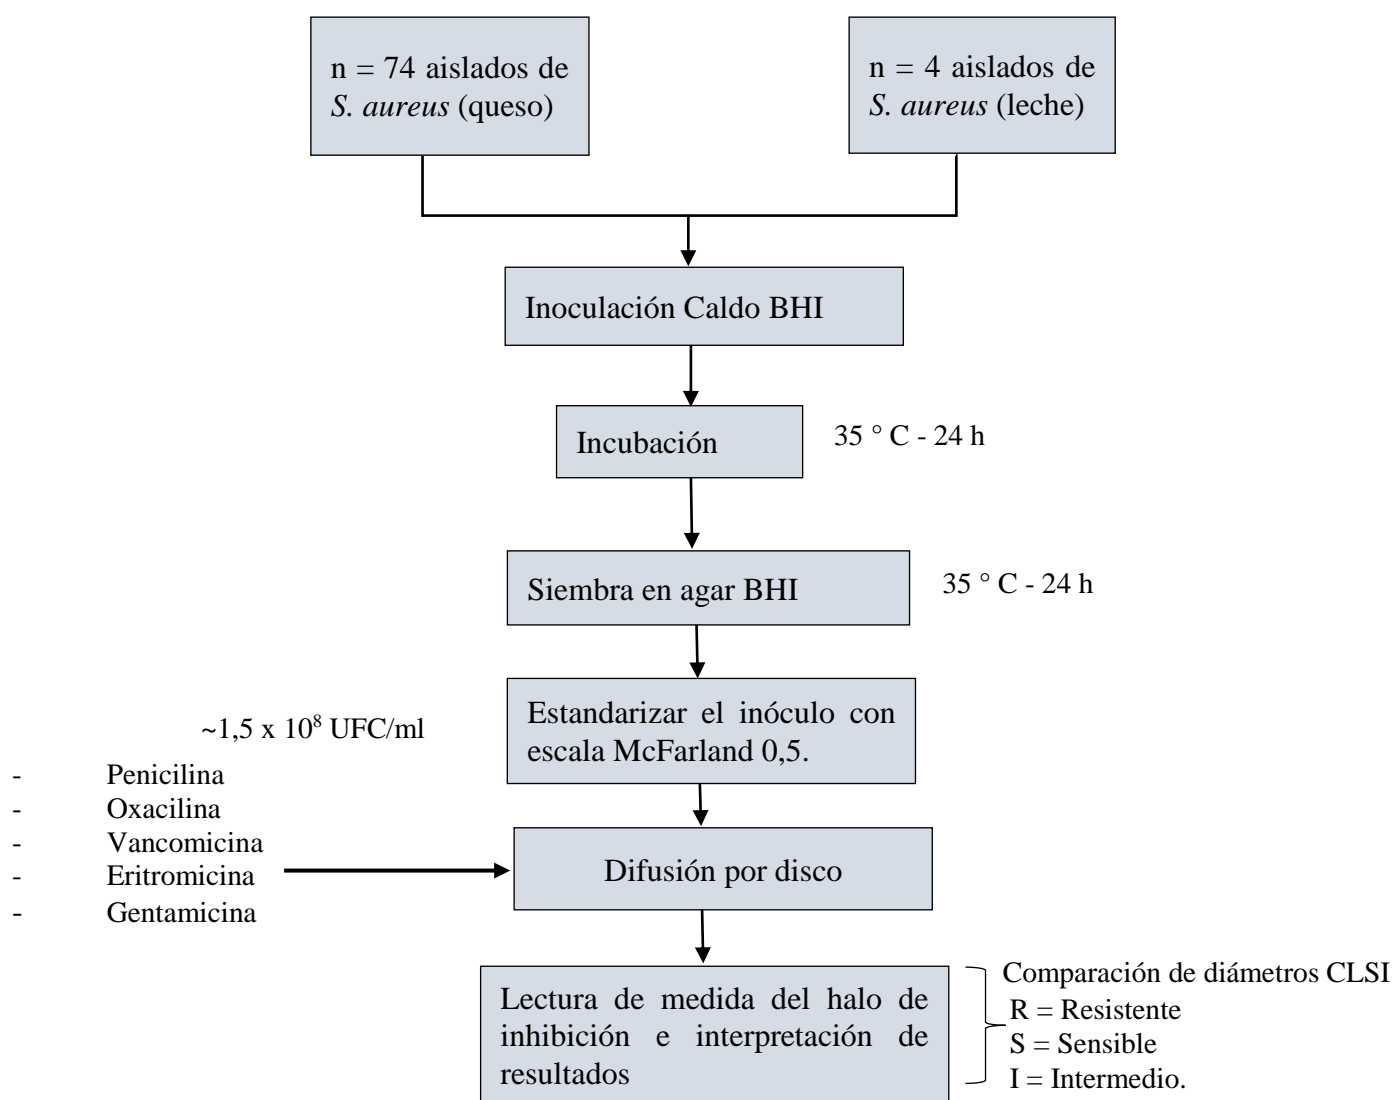 n = 74 aislados de
S. aureus (queso)
n = 4 aislados de
S. aureus (leche)
Inoculación Caldo BHI
Incubación
35 ° C - 24 h
Siembra en agar BHI
35 ° C - 24 h
~1,5 x 10⁸ UFC/ml
Estandarizar el inóculo con
escala McFarland 0,5.
- Penicilina
- Oxacilina
- Vancomicina
- Eritromicina
- Gentamicina
Difusión por disco
Lectura de medida del halo de
inhibición e interpretación de
resultados
Comparación de diámetros CLSI
R = Resistente
S = Sensible
I = Intermedio.